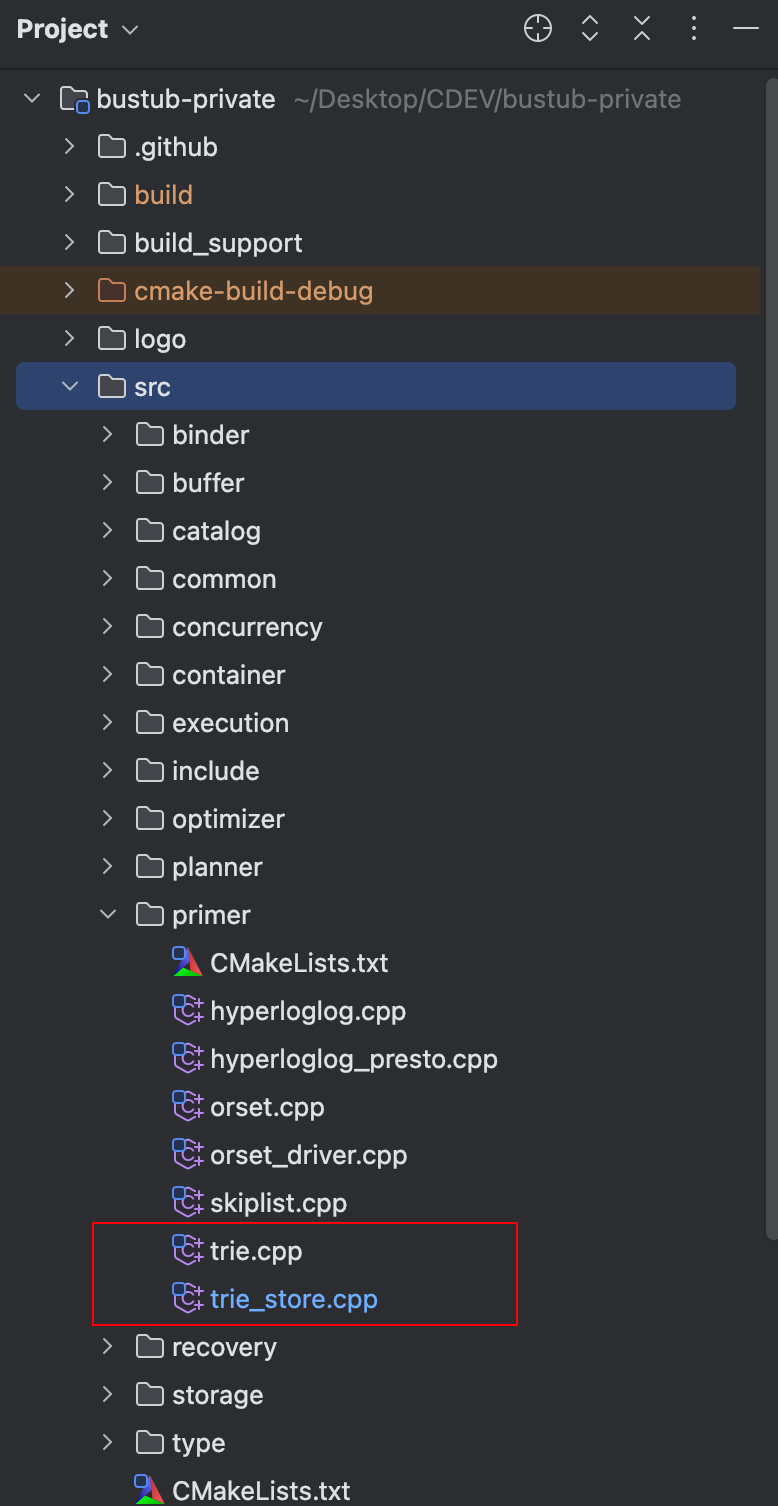 Project
bustub-private ~/Desktop/CDEV/bustub-private
.github
build
build_support
cmake-build-debug
logo
src
binder
buffer
catalog
common
concurrency
container
execution
include
optimizer
planner
primer
CMakeLists.txt
hyperloglog.cpp
hyperloglog_presto.cpp
orset.cpp
orset_driver.cpp
skiplist.cpp
trie.cpp
trie_store.cpp
recovery
storage
type
CMakeLists.txt